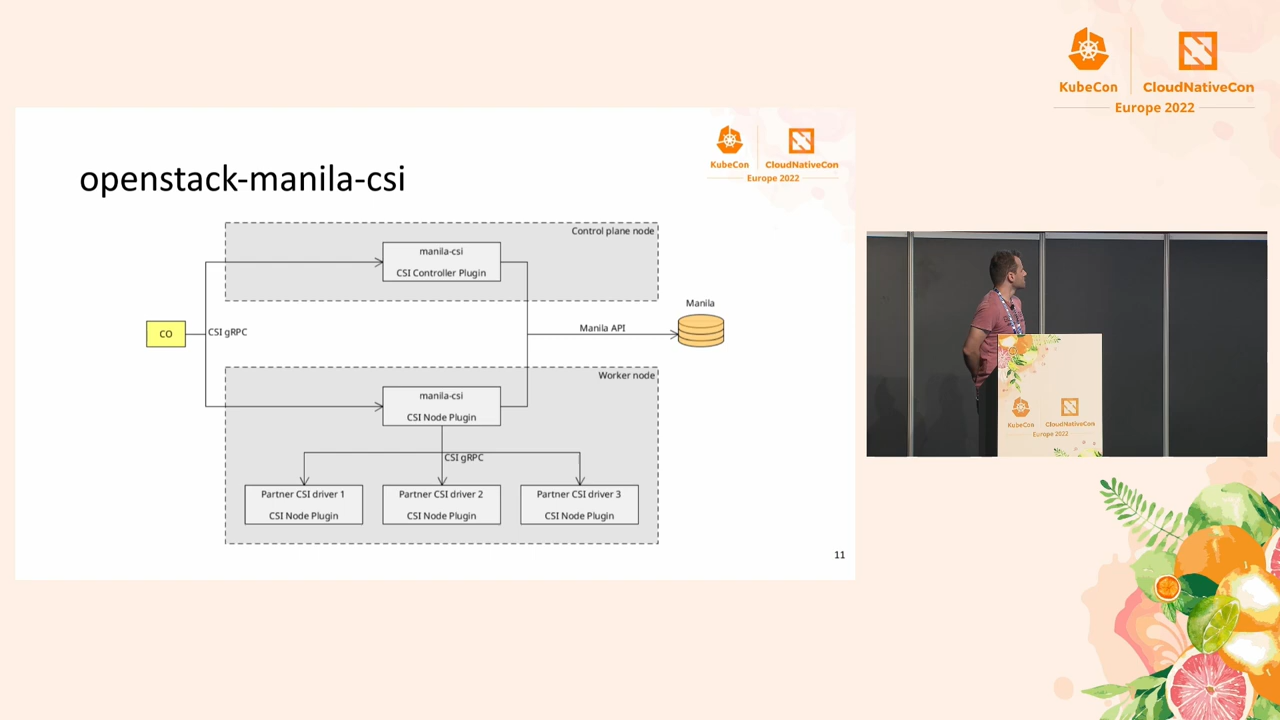 KubeCon
CloudNativeCon
Europe 2022
openstack-manila-csi
KubeCon
CloudNativeCon
Europe 2022
Control plane node
manila-csi
CSI Controller Plugin
CO
CSI gRPC
Manila API
Manila
Worker node
manila-csi
CSI Node Plugin
CSI gRPC
Partner CSI driver 1
CSI Node Plugin
Partner CSI driver 2
CSI Node Plugin
Partner CSI driver 3
CSI Node Plugin
11
KubeCon
CloudNativeCon
Europe 2022